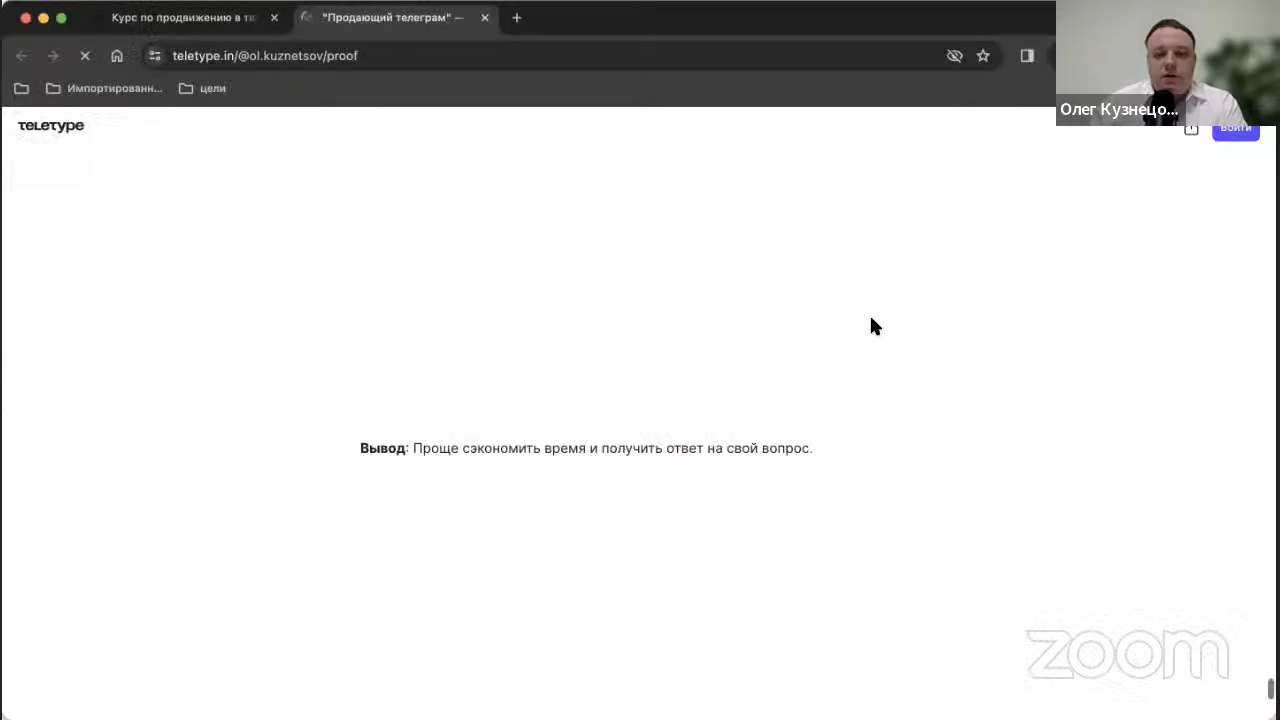 Курс по продвижению в те
"Продающий телеграм" —
teletype.in/@ol.kuznetsov/proof
Импортированн...
цели
Олег Кузнецо...
TELETYPE
Войти
Вывод: Проще сэкономить время и получить ответ на свой вопрос.
zoom